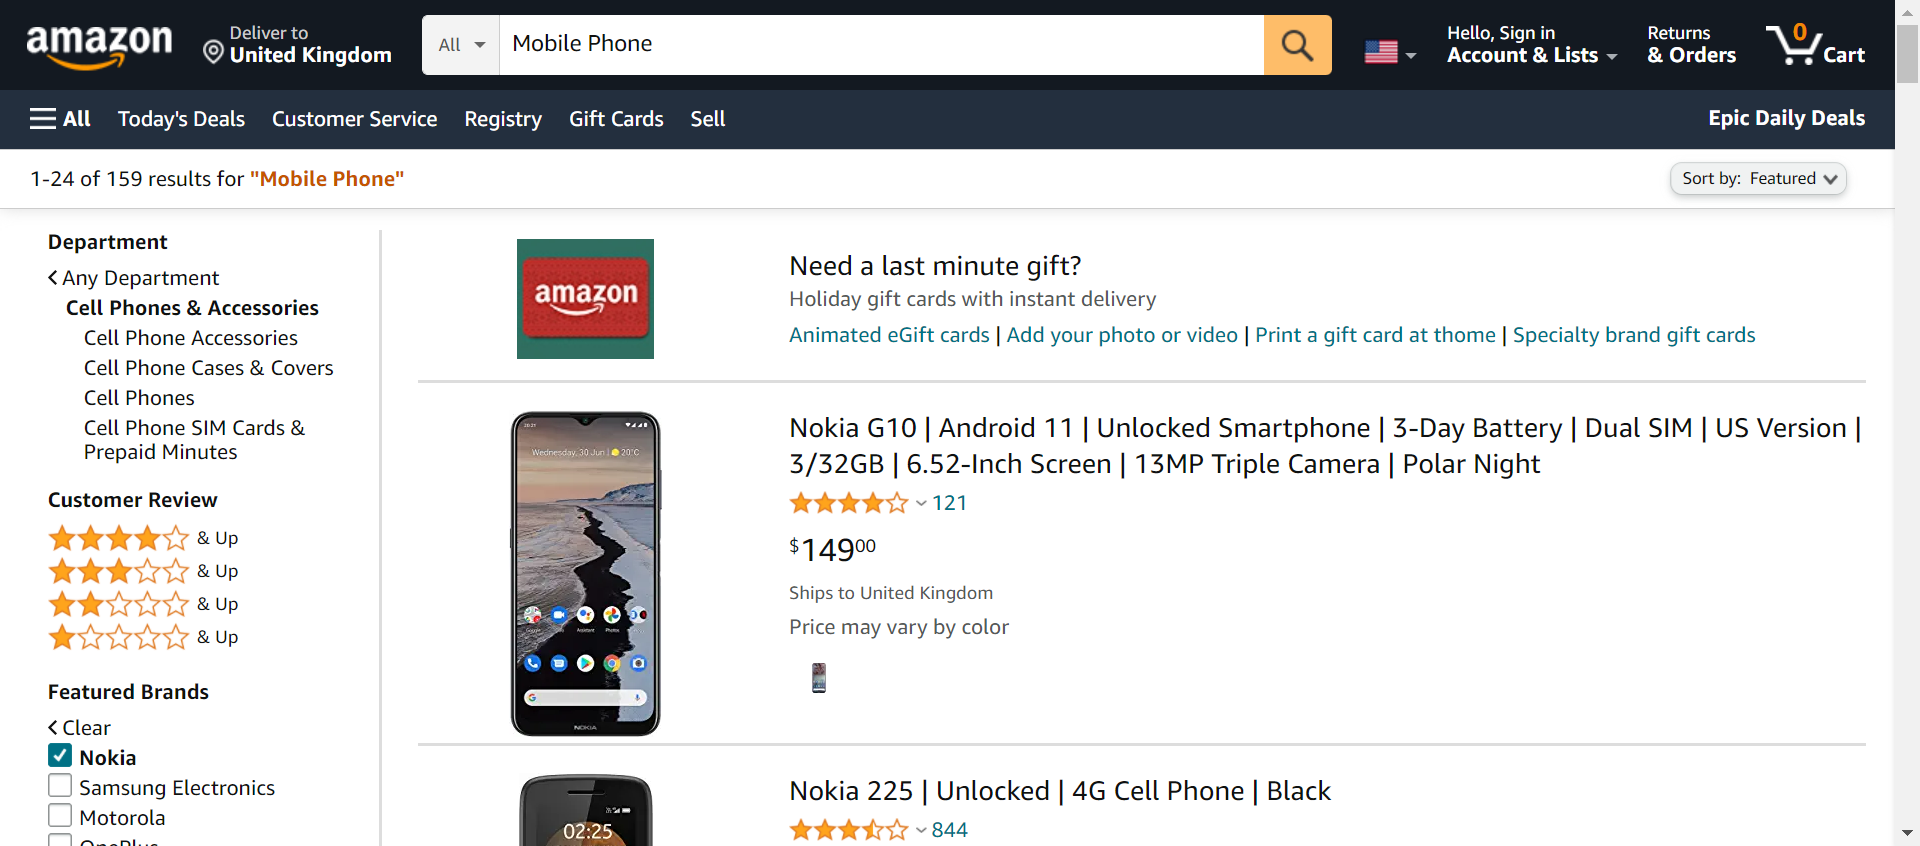 amazon
Deliver to
United Kingdom
All
Mobile Phone
Hello, Sign in
Account & Lists
Returns
& Orders
0
Cart
All
Today's Deals
Customer Service
Registry
Gift Cards
Sell
Epic Daily Deals
1-24 of 159 results for "Mobile Phone"
Sort by: Featured
Department
Any Department
Cell Phones & Accessories
Cell Phone Accessories
Cell Phone Cases & Covers
Cell Phones
Cell Phone SIM Cards &
Prepaid Minutes
Customer Review
& Up
& Up
& Up
& Up
Featured Brands
Clear
Nokia
Samsung Electronics
Motorola
OnePlus
amazon
Need a last minute gift?
Holiday gift cards with instant delivery
Animated eGift cards | Add your photo or video | Print a gift card at thome | Specialty brand gift cards
20:21
Wednesday, 30 Jun | 20°C
Google
Assistant
Photos
NOKIA
Nokia G10 | Android 11 | Unlocked Smartphone | 3-Day Battery | Dual SIM | US Version |
3/32GB | 6.52-Inch Screen | 13MP Triple Camera | Polar Night
121
$14900
Ships to United Kingdom
Price may vary by color
02:25
Nokia 225 | Unlocked | 4G Cell Phone | Black
844